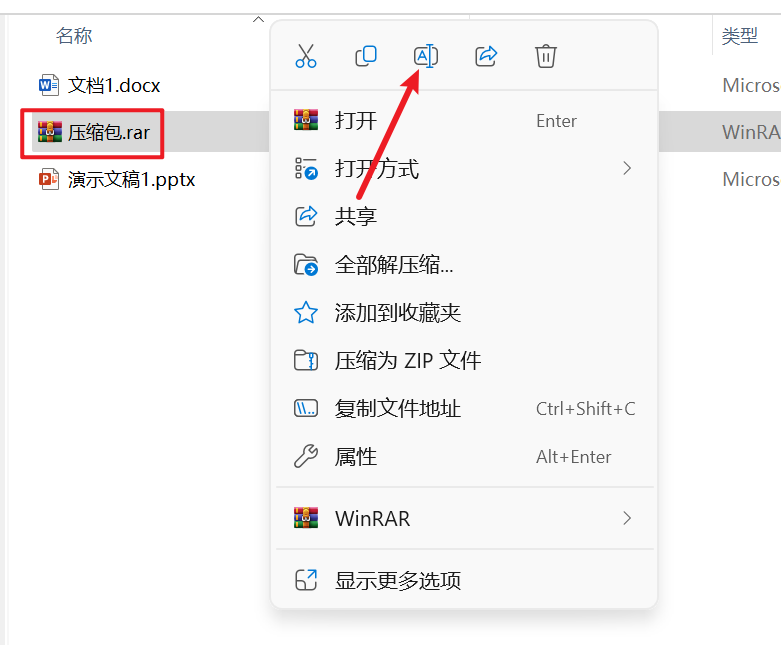 名称
类型
文档1.docx
Micros
压缩包.rar
WinRA
演示文稿1.pptx
Micros
打开 Enter
打开方式
共享
全部解压缩...
添加到收藏夹
压缩为 ZIP 文件
复制文件地址 Ctrl+Shift+C
属性 Alt+Enter
WinRAR
显示更多选项